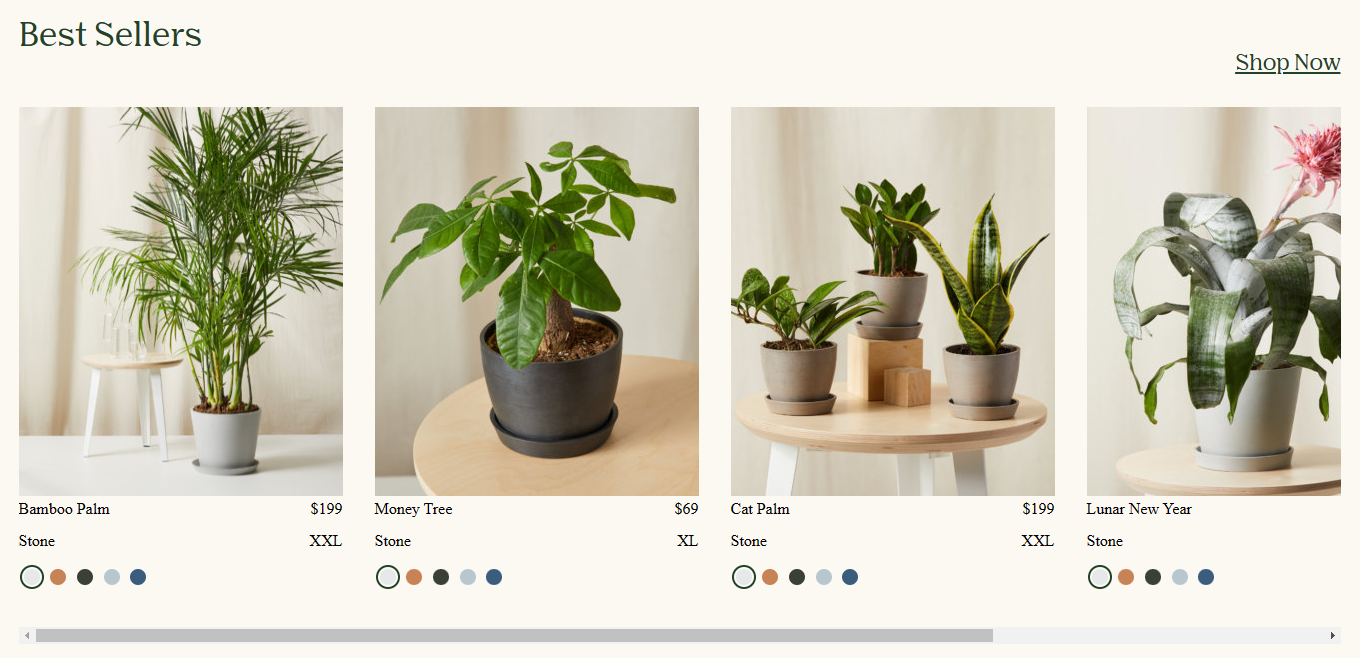 Best Sellers
Shop Now
Bamboo Palm $199
Stone XXL
Money Tree $69
Stone XL
Cat Palm $199
Stone XXL
Lunar New Year
Stone